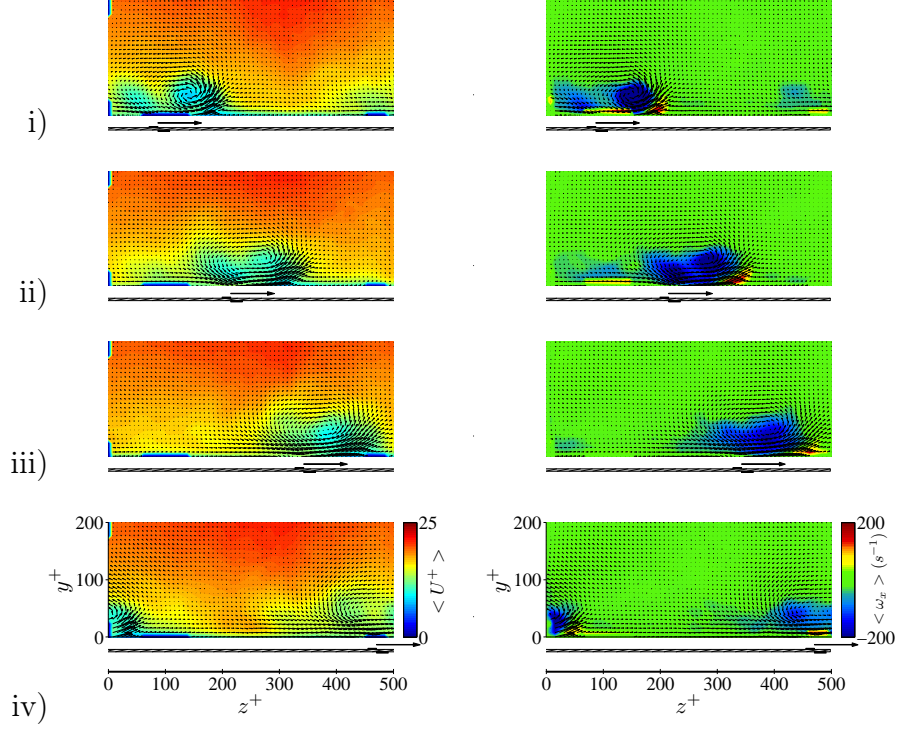 i)
ii)
iii)
200 25 200
100 y⁺ < U⁺ > 100 y⁺ < ωₓ > (s⁻¹)
0 0 0 −200
0 100 200 300 400 500 0 100 200 300 400 500
iv) z⁺ z⁺
200